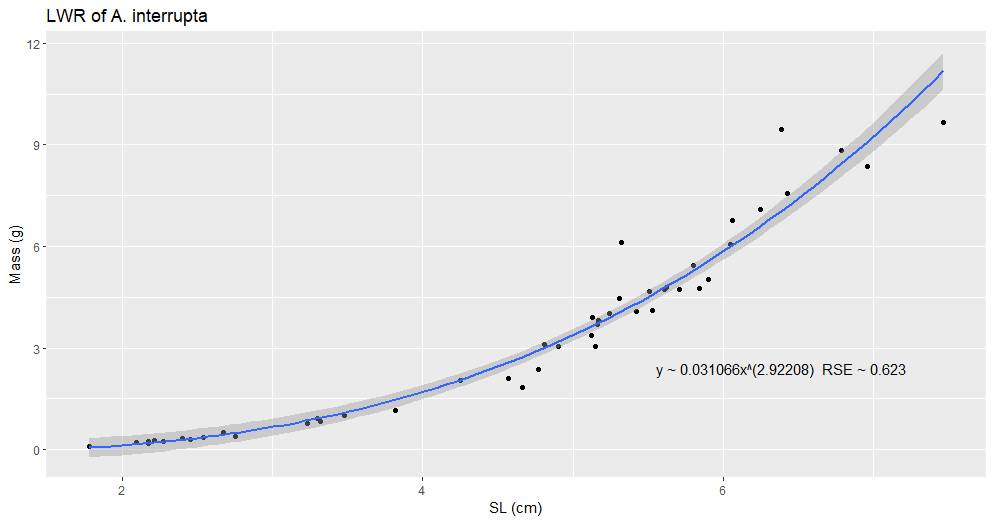 LWR of A. interrupta
12
9
6
3
0
Mass (g)
y ~ 0.031066x^(2.92208) RSE ~ 0.623
2 4 6
SL (cm)